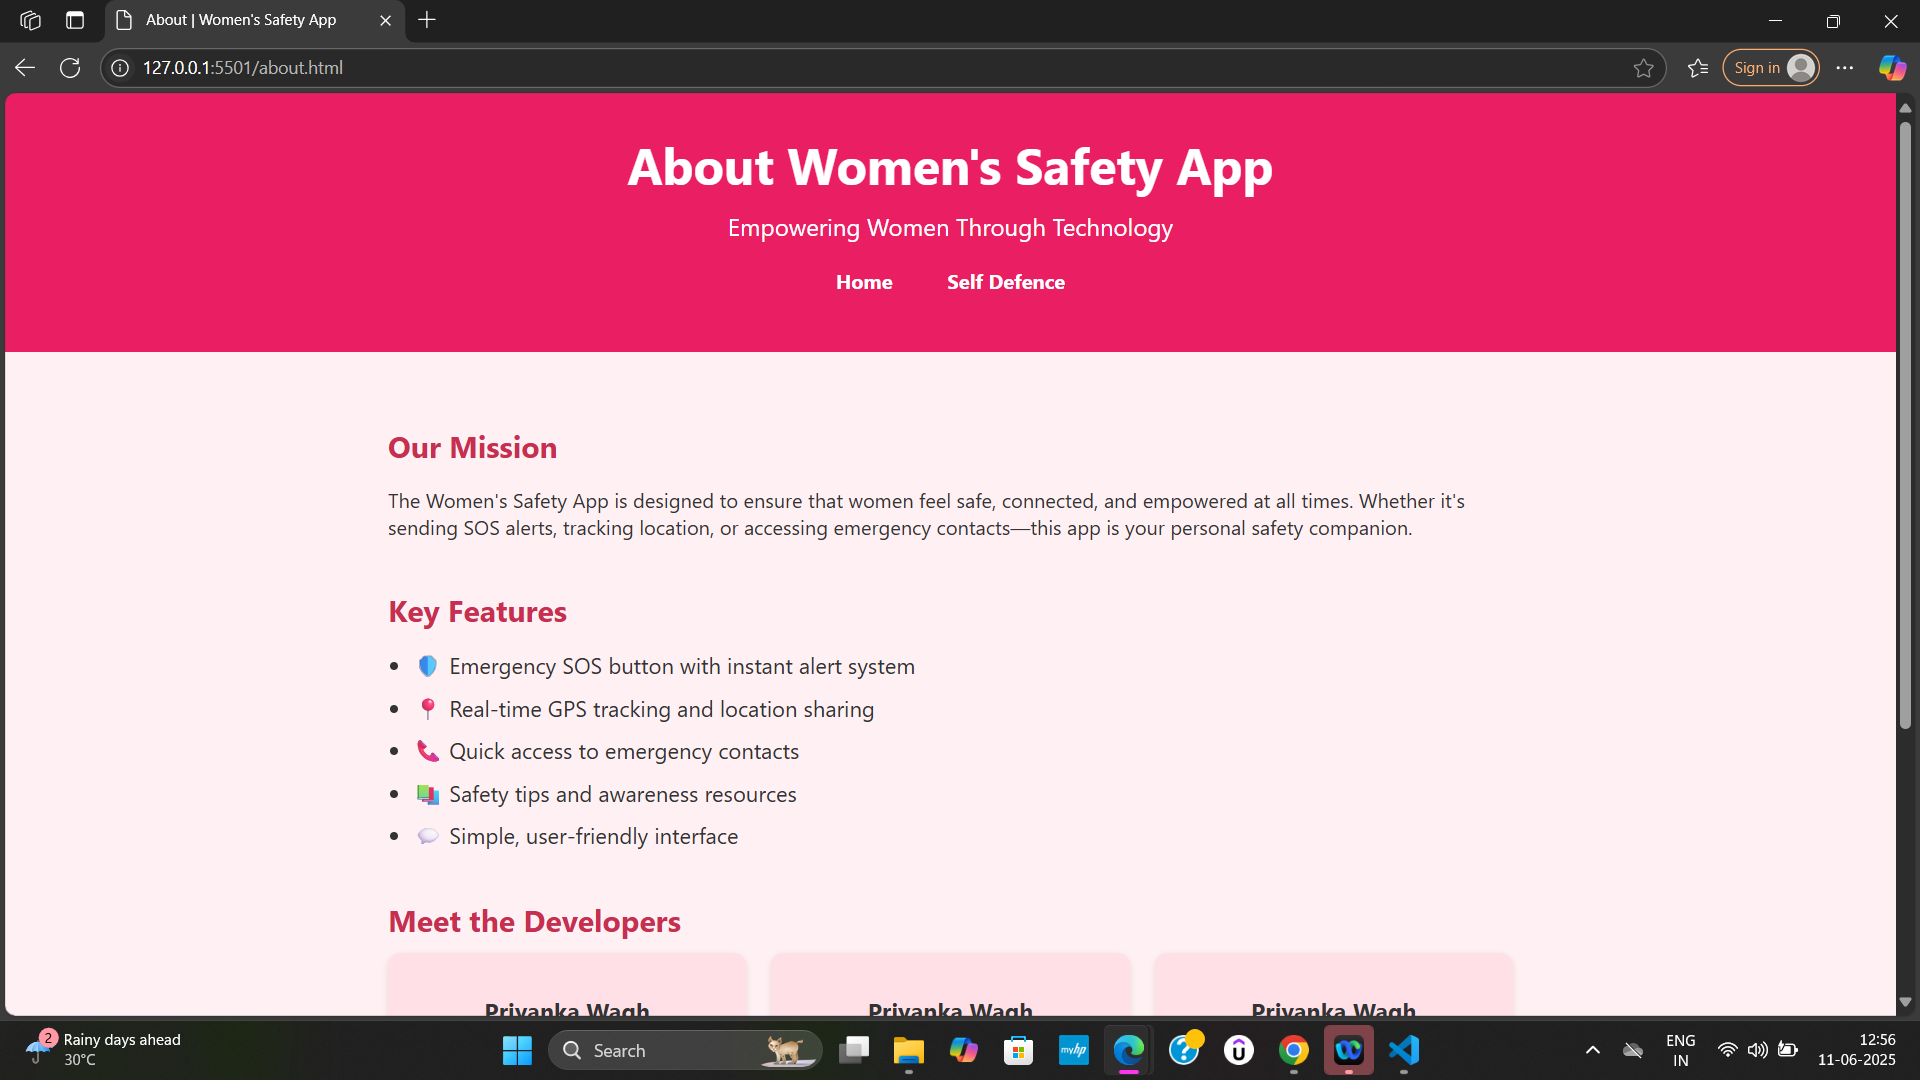 About | Women's Safety App
127.0.0.1:5501/about.html
Sign in
About Women's Safety App
Empowering Women Through Technology
Home Self Defence
Our Mission
The Women's Safety App is designed to ensure that women feel safe, connected, and empowered at all times. Whether it's
sending SOS alerts, tracking location, or accessing emergency contacts—this app is your personal safety companion.
Key Features
Emergency SOS button with instant alert system
Real-time GPS tracking and location sharing
Quick access to emergency contacts
Safety tips and awareness resources
Simple, user-friendly interface
Meet the Developers
Priyanka Wagh Priyanka Wagh Priyanka Wagh
2
Rainy days ahead
30°C
Search
myhp
ENG
IN
12:56
11-06-2025